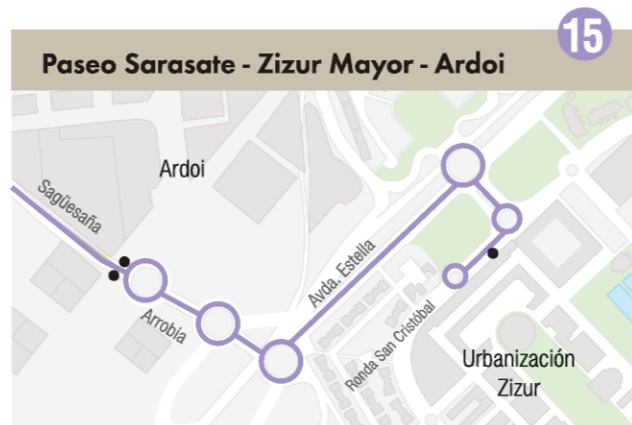 15
Paseo Sarasate - Zizur Mayor - Ardoi
Ardoi
Sagüesaña
Arrobia
Avda. Estella
Ronda San Cristóbal
Urbanización
Zizur